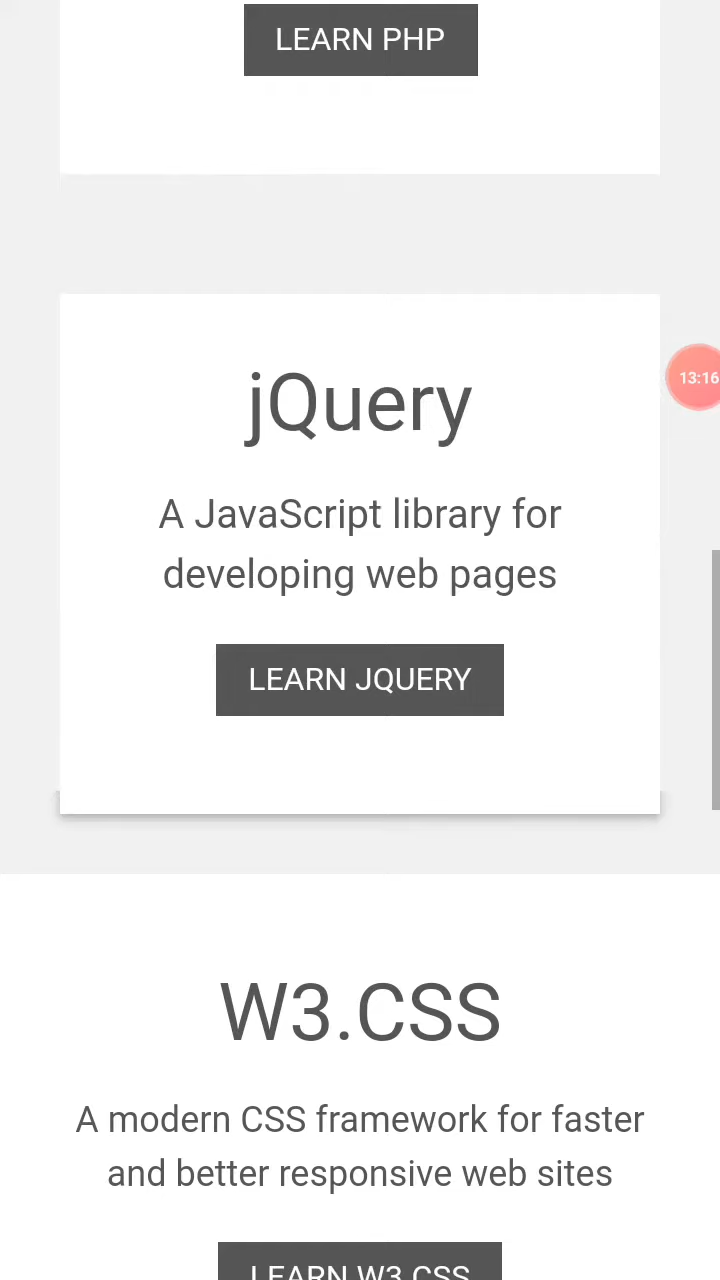 LEARN PHP
jQuery
13:16
A JavaScript library for
developing web pages
LEARN JQUERY
W3.CSS
A modern CSS framework for faster
and better responsive web sites
LEARN W3.CSS